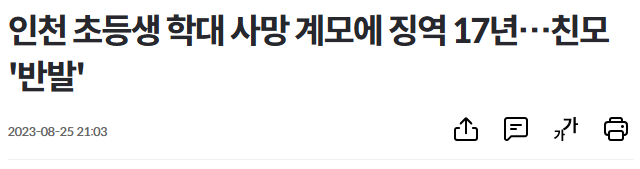 인천 초등생 학대 사망 계모에 징역 17년…친모
'반발'
2023-08-25 21:03
가가